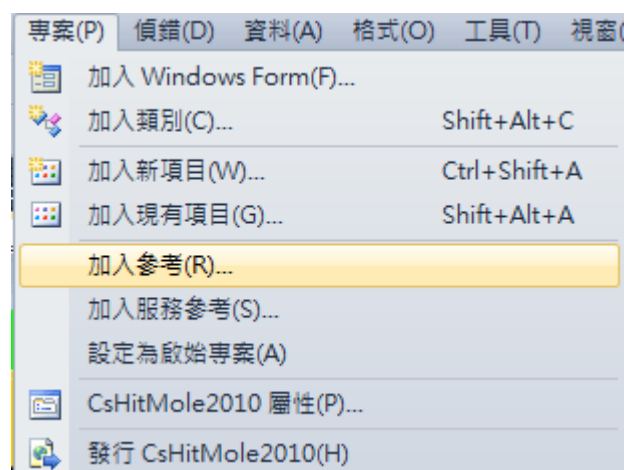 專案(P) 偵錯(D) 資料(A) 格式(O) 工具(T) 視窗(
加入 Windows Form(F)...
加入類別(C)... Shift+Alt+C
加入新項目(W)... Ctrl+Shift+A
加入現有項目(G)... Shift+Alt+A
加入參考(R)...
加入服務參考(S)...
設定為啟始專案(A)
CsHitMole2010 屬性(P)...
發行 CsHitMole2010(H)